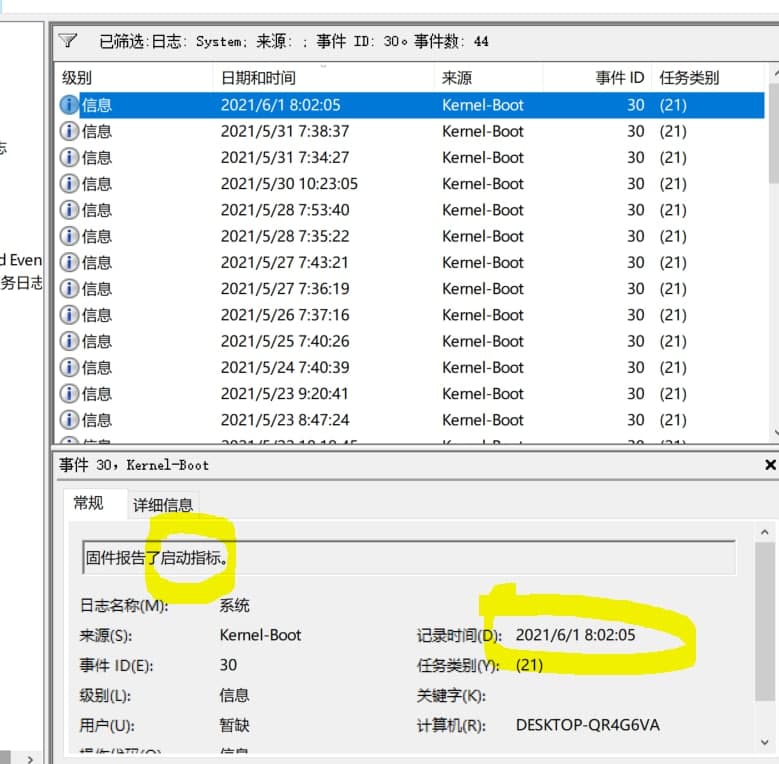 已筛选:日志: System; 来源: ; 事件 ID: 30。事件数: 44
级别 日期和时间 来源 事件 ID 任务类别
信息 2021/6/1 8:02:05 Kernel-Boot 30 (21)
信息 2021/5/31 7:38:37 Kernel-Boot 30 (21)
信息 2021/5/31 7:34:27 Kernel-Boot 30 (21)
志
信息 2021/5/30 10:23:05 Kernel-Boot 30 (21)
信息 2021/5/28 7:53:40 Kernel-Boot 30 (21)
信息 2021/5/28 7:35:22 Kernel-Boot 30 (21)
d Even
信息 2021/5/27 7:43:21 Kernel-Boot 30 (21)
务日志
信息 2021/5/27 7:36:19 Kernel-Boot 30 (21)
信息 2021/5/26 7:37:16 Kernel-Boot 30 (21)
信息 2021/5/25 7:40:26 Kernel-Boot 30 (21)
信息 2021/5/24 7:40:39 Kernel-Boot 30 (21)
信息 2021/5/23 9:20:41 Kernel-Boot 30 (21)
信息 2021/5/23 8:47:24 Kernel-Boot 30 (21)
事件 30，Kernel-Boot
常规 详细信息
固件报告了启动指标。
日志名称(M): 系统
来源(S): Kernel-Boot 记录时间(D): 2021/6/1 8:02:05
事件 ID(E): 30 任务类别(Y): (21)
级别(L): 信息 关键字(K):
用户(U): 暂缺 计算机(R): DESKTOP-QR4G6VA